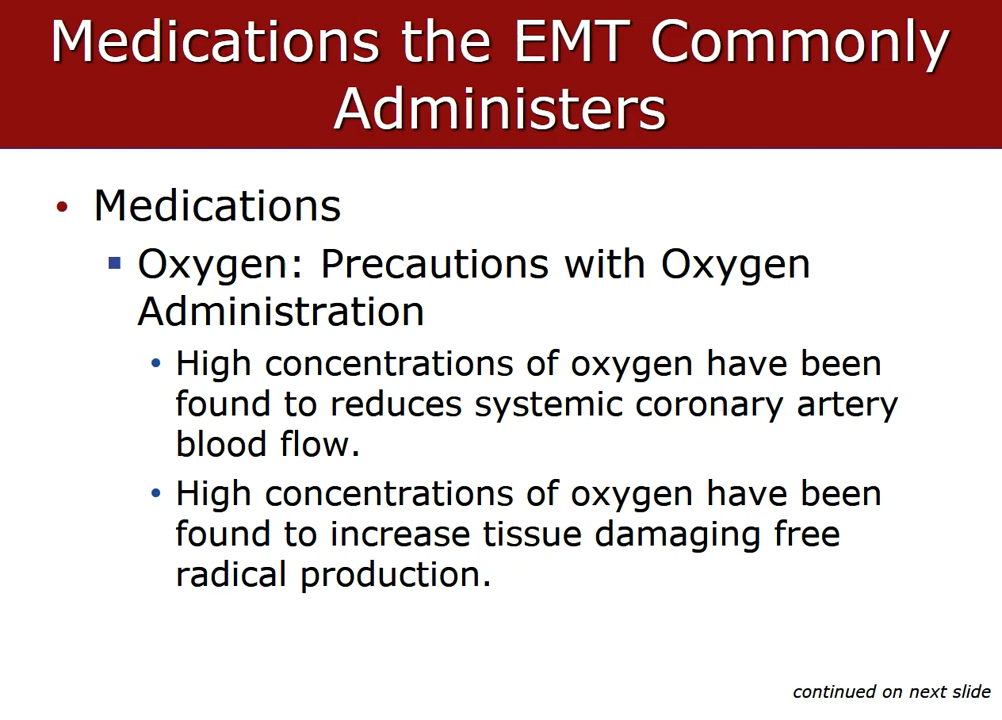 Medications the EMT Commonly
Administers
• Medications
▪ Oxygen: Precautions with Oxygen
Administration
• High concentrations of oxygen have been
found to reduces systemic coronary artery
blood flow.
• High concentrations of oxygen have been
found to increase tissue damaging free
radical production.
continued on next slide